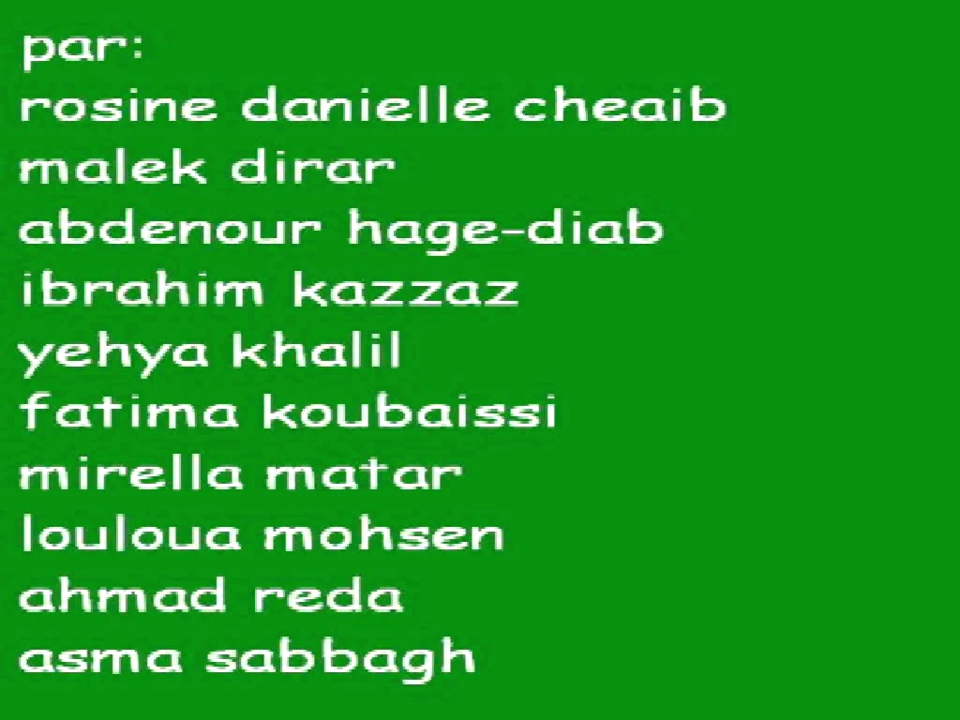 par:
rosine danielle cheaib
malek dirar
abdenour hage-diab
ibrahim kazzaz
yehya khalil
fatima koubaissi
mirella matar
louloua mohsen
ahmad reda
asma sabbagh